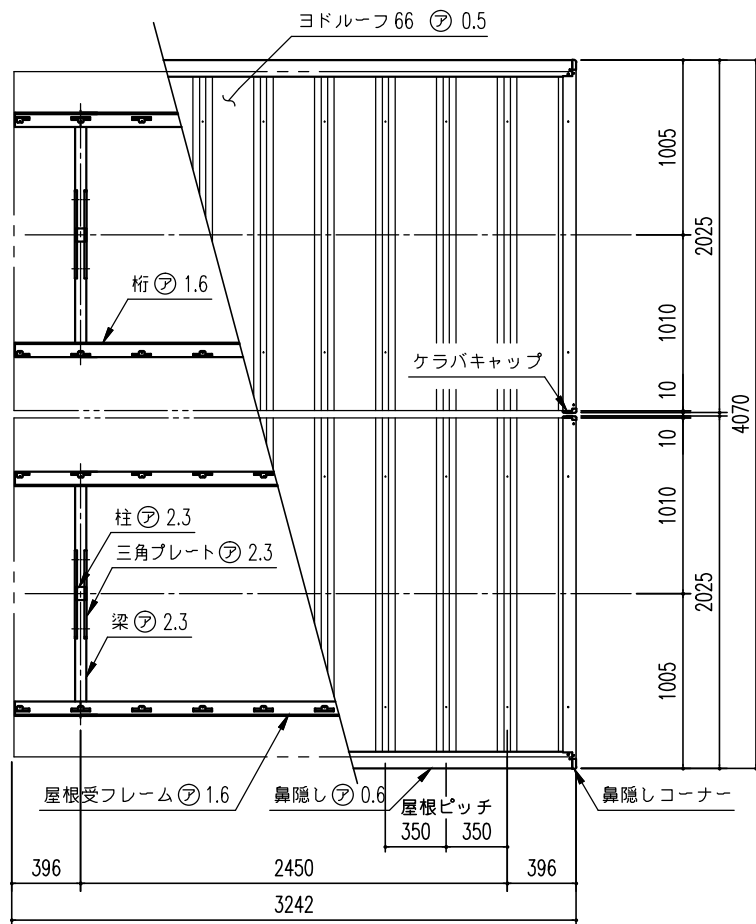 ヨドルーフ66 ㋐ 0.5
桁 ㋐ 1.6
ケラバキャップ
1005
2025
1010
10
4070
10
1010
2025
1005
柱 ㋐ 2.3
三角プレート ㋐ 2.3
梁 ㋐ 2.3
屋根受フレーム ㋐ 1.6
鼻隠し ㋐ 0.6
屋根ピッチ
鼻隠しコーナー
350
350
396
2450
396
3242